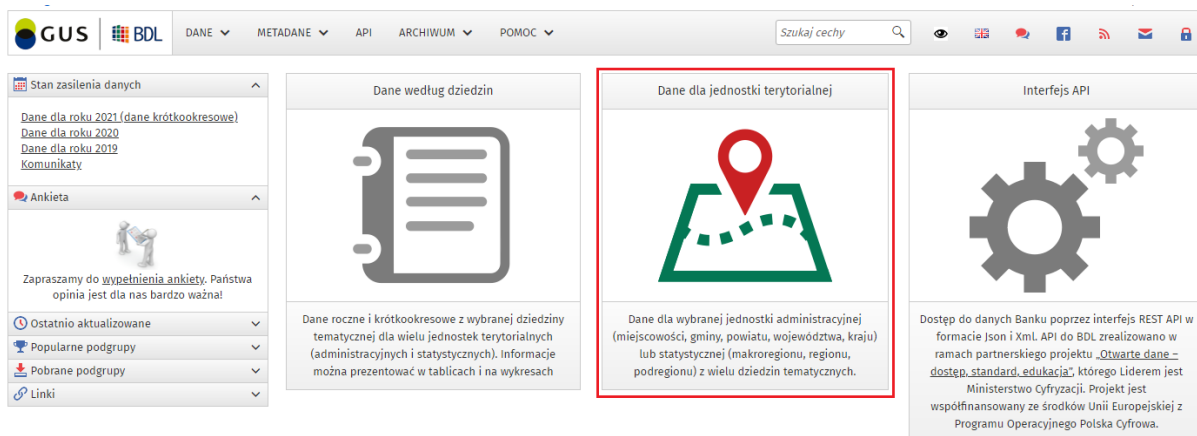 GUS BDL DANE METADANE API ARCHIWUM POMOC Szukaj cechy
Stan zasilenia danych
Dane dla roku 2021 (dane krótkookresowe)
Dane dla roku 2020
Dane dla roku 2019
Komunikaty
Ankieta
Zapraszamy do wypełnienia ankiety. Państwa
opinia jest dla nas bardzo ważna!
Ostatnio aktualizowane
Popularne podgrupy
Pobrane podgrupy
Linki
Dane według dziedzin
Dane roczne i krótkookresowe z wybranej dziedziny
tematycznej dla wielu jednostek terytorialnych
(administracyjnych i statystycznych). Informacje
można prezentować w tablicach i na wykresach
Dane dla jednostki terytorialnej
Dane dla wybranej jednostki administracyjnej
(miejscowości, gminy, powiatu, województwa, kraju)
lub statystycznej (makroregionu, regionu,
podregionu) z wielu dziedzin tematycznych.
Interfejs API
Dostęp do danych Banku poprzez interfejs REST API w
formacie Json i Xml. API do BDL zrealizowano w
ramach partnerskiego projektu „Otwarte dane –
dostęp, standard, edukacja”, którego Liderem jest
Ministerstwo Cyfryzacji. Projekt jest
współfinansowany ze środków Unii Europejskiej z
Programu Operacyjnego Polska Cyfrowa.